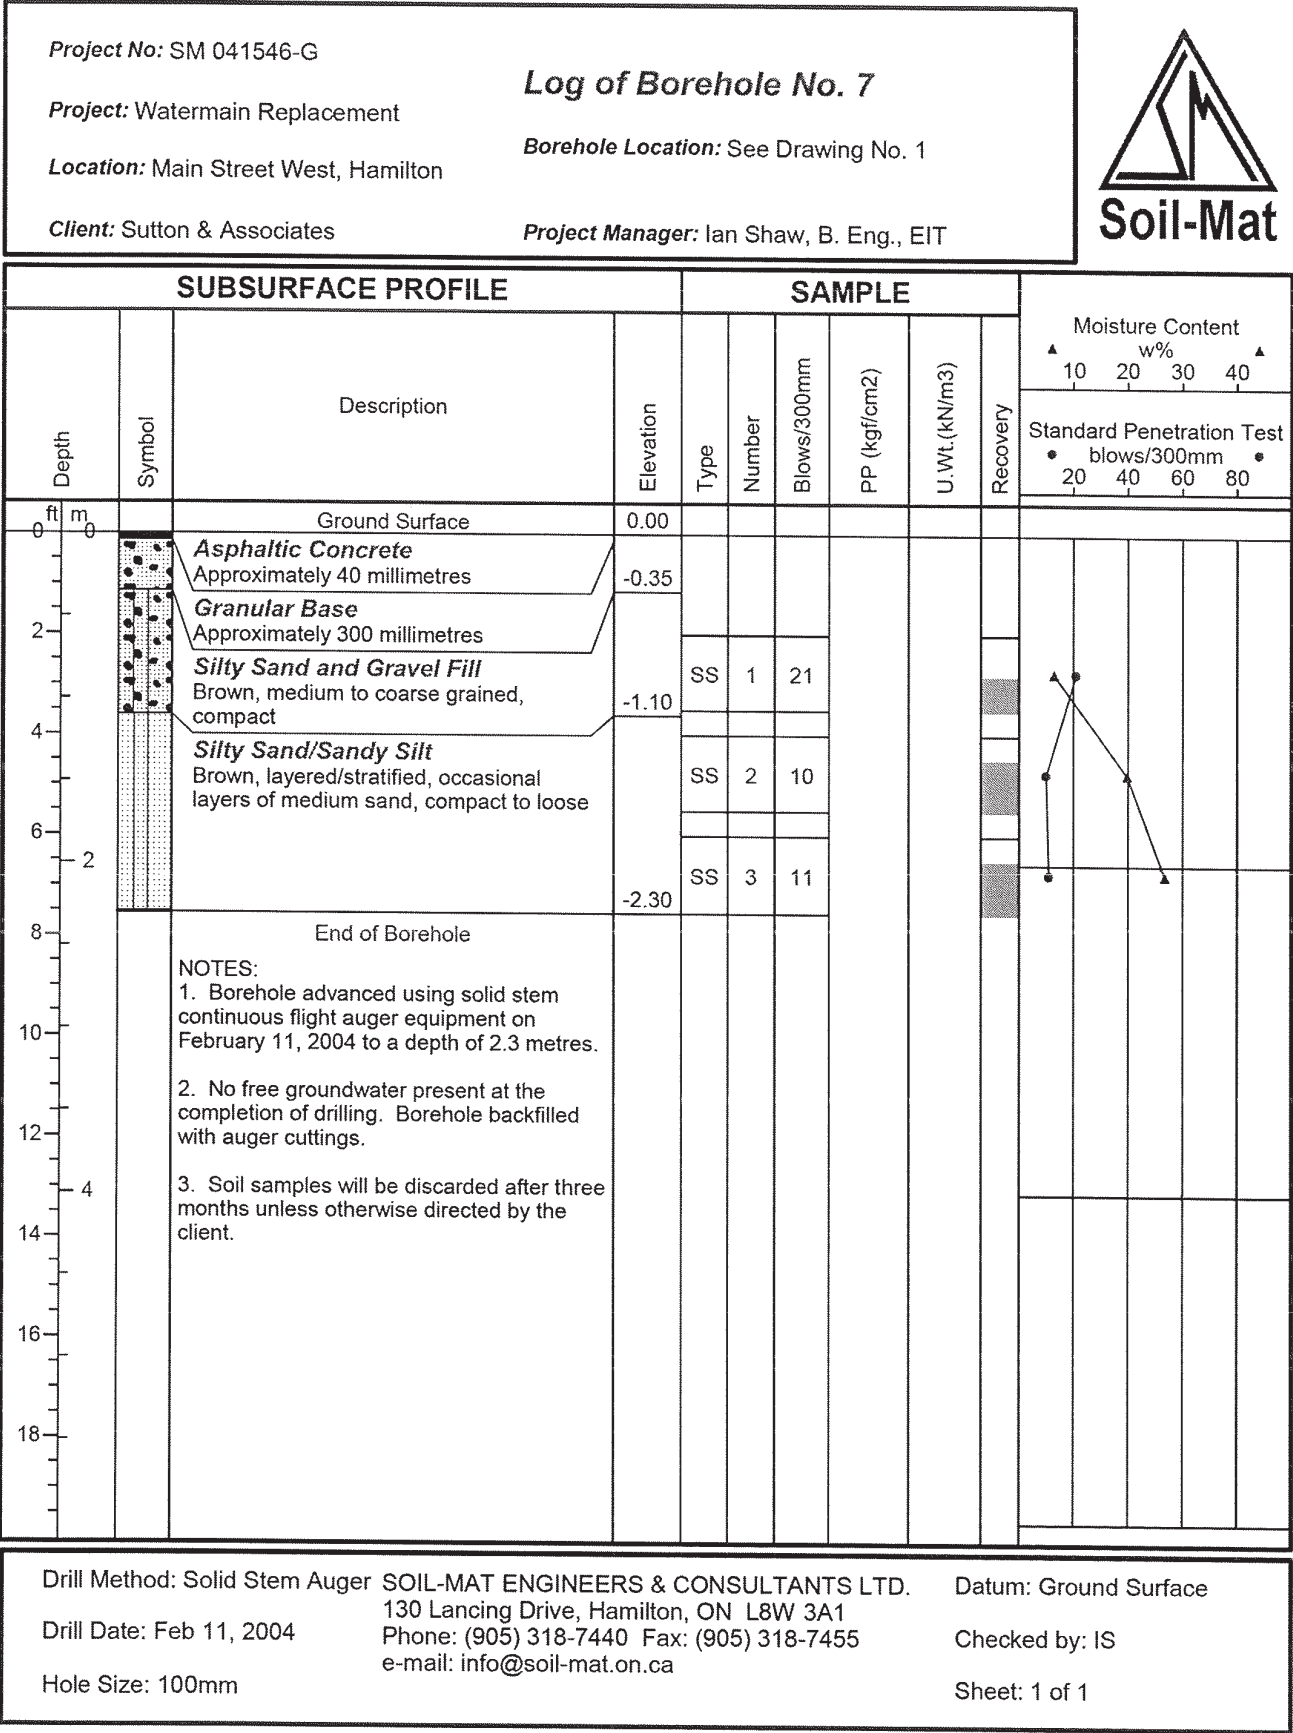 Project No: SM 041546-G
Project: Watermain Replacement
Location: Main Street West, Hamilton
Client: Sutton & Associates
Log of Borehole No. 7
Borehole Location: See Drawing No. 1
Project Manager: Ian Shaw, B. Eng., EIT
Soil-Mat
SUBSURFACE PROFILE
SAMPLE
Depth
Symbol
Description
Elevation
Type
Number
Blows/300mm
PP (kgf/cm2)
U.Wt.(kN/m3)
Recovery
Moisture Content
w%
10 20 30 40
Standard Penetration Test
blows/300mm
20 40 60 80
ft m
0 0
Ground Surface 0.00
Asphaltic Concrete
Approximately 40 millimetres
-0.35
Granular Base
Approximately 300 millimetres
2
Silty Sand and Gravel Fill
Brown, medium to coarse grained,
compact
-1.10
SS 1 21
4
Silty Sand/Sandy Silt
Brown, layered/stratified, occasional
layers of medium sand, compact to loose
SS 2 10
6
2
SS 3 11
-2.30
8
End of Borehole
NOTES:
1. Borehole advanced using solid stem
continuous flight auger equipment on
February 11, 2004 to a depth of 2.3 metres.
10
2. No free groundwater present at the
completion of drilling. Borehole backfilled
with auger cuttings.
12
3. Soil samples will be discarded after three
months unless otherwise directed by the
client.
4
14
16
18
Drill Method: Solid Stem Auger
Drill Date: Feb 11, 2004
Hole Size: 100mm
SOIL-MAT ENGINEERS & CONSULTANTS LTD.
130 Lancing Drive, Hamilton, ON L8W 3A1
Phone: (905) 318-7440 Fax: (905) 318-7455
e-mail: info@soil-mat.on.ca
Datum: Ground Surface
Checked by: IS
Sheet: 1 of 1